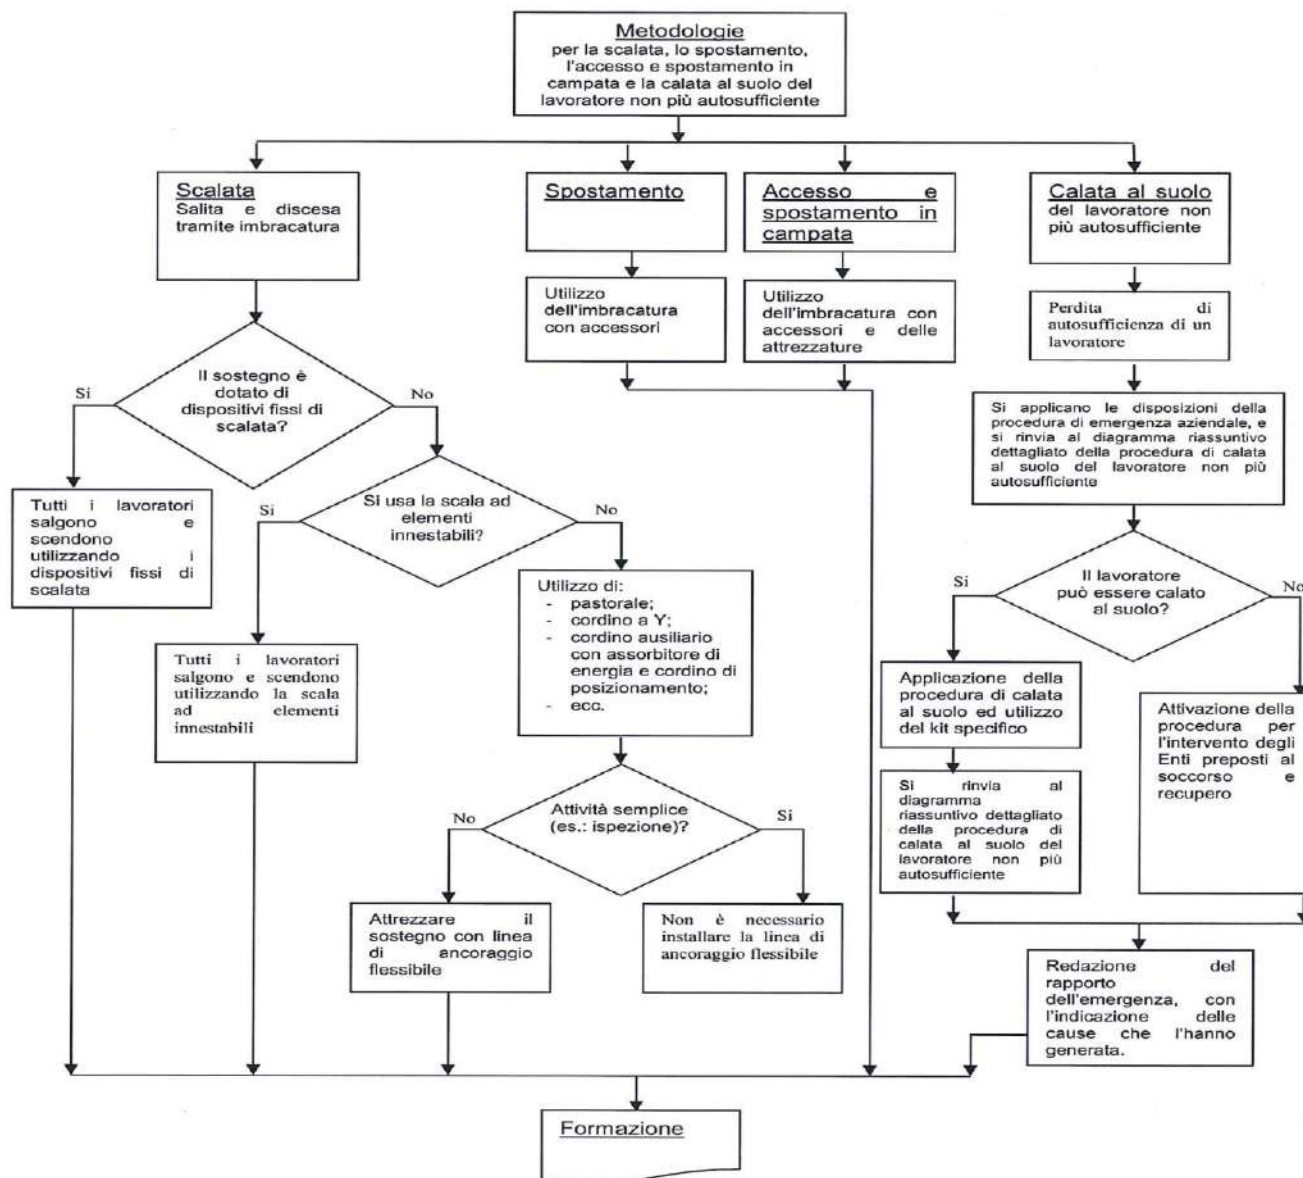 Metodologie
per la scalata, lo spostamento,
l'accesso e spostamento in
campata e la calata al suolo del
lavoratore non più autosufficiente
Scalata
Salita e discesa
tramite imbracatura
Spostamento
Accesso e
spostamento in
campata
Calata al suolo
del lavoratore non
più autosufficiente
Utilizzo
dell'imbracatura
con accessori
Utilizzo
dell'imbracatura con
accessori e delle
attrezzature
Perdita di
autosufficienza di un
lavoratore
Il sostegno è
dotato di
dispositivi fissi di
scalata?
Si
No
Si applicano le disposizioni della
procedura di emergenza aziendale, e
si rinvia al diagramma riassuntivo
dettagliato della procedura di calata
al suolo del lavoratore non più
autosufficiente
Tutti i lavoratori
salgono e
scendono
utilizzando i
dispositivi fissi di
scalata
Si usa la scala ad
elementi
innestabili?
Si
No
Tutti i lavoratori
salgono e scendono
utilizzando la scala
ad elementi
innestabili
Utilizzo di:
- pastorale;
- cordino a Y;
- cordino ausiliario
con assorbitore di
energia e cordino di
posizionamento;
- ecc.
Il lavoratore
può essere calato
al suolo?
Si
No
Applicazione della
procedura di calata
al suolo ed utilizzo
del kit specifico
Attivazione della
procedura per
l'intervento degli
Enti preposti al
soccorso e
recupero
Si rinvia al
diagramma
riassuntivo dettagliato
della procedura di
calata al suolo del
lavoratore non più
autosufficiente
Attività semplice
(es.: ispezione)?
No
Si
Attrezzare il
sostegno con linea
di ancoraggio
flessibile
Non è necessario
installare la linea di
ancoraggio flessibile
Redazione del
rapporto
dell'emergenza, con
l'indicazione delle
cause che l'hanno
generata.
Formazione